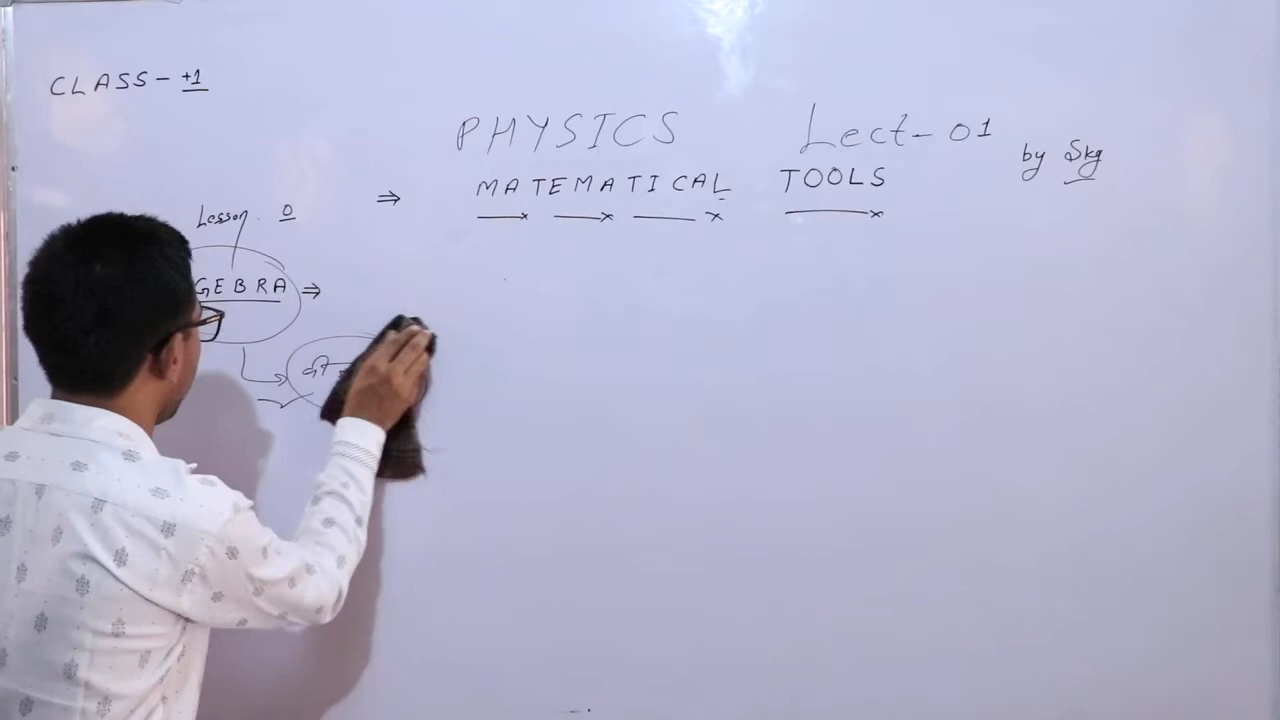 CLASS - +1
PHYSICS Lect - 01
by Skg
⇒ MATEMATICAL TOOLS
Lesson. 0
GEBRA ⇒